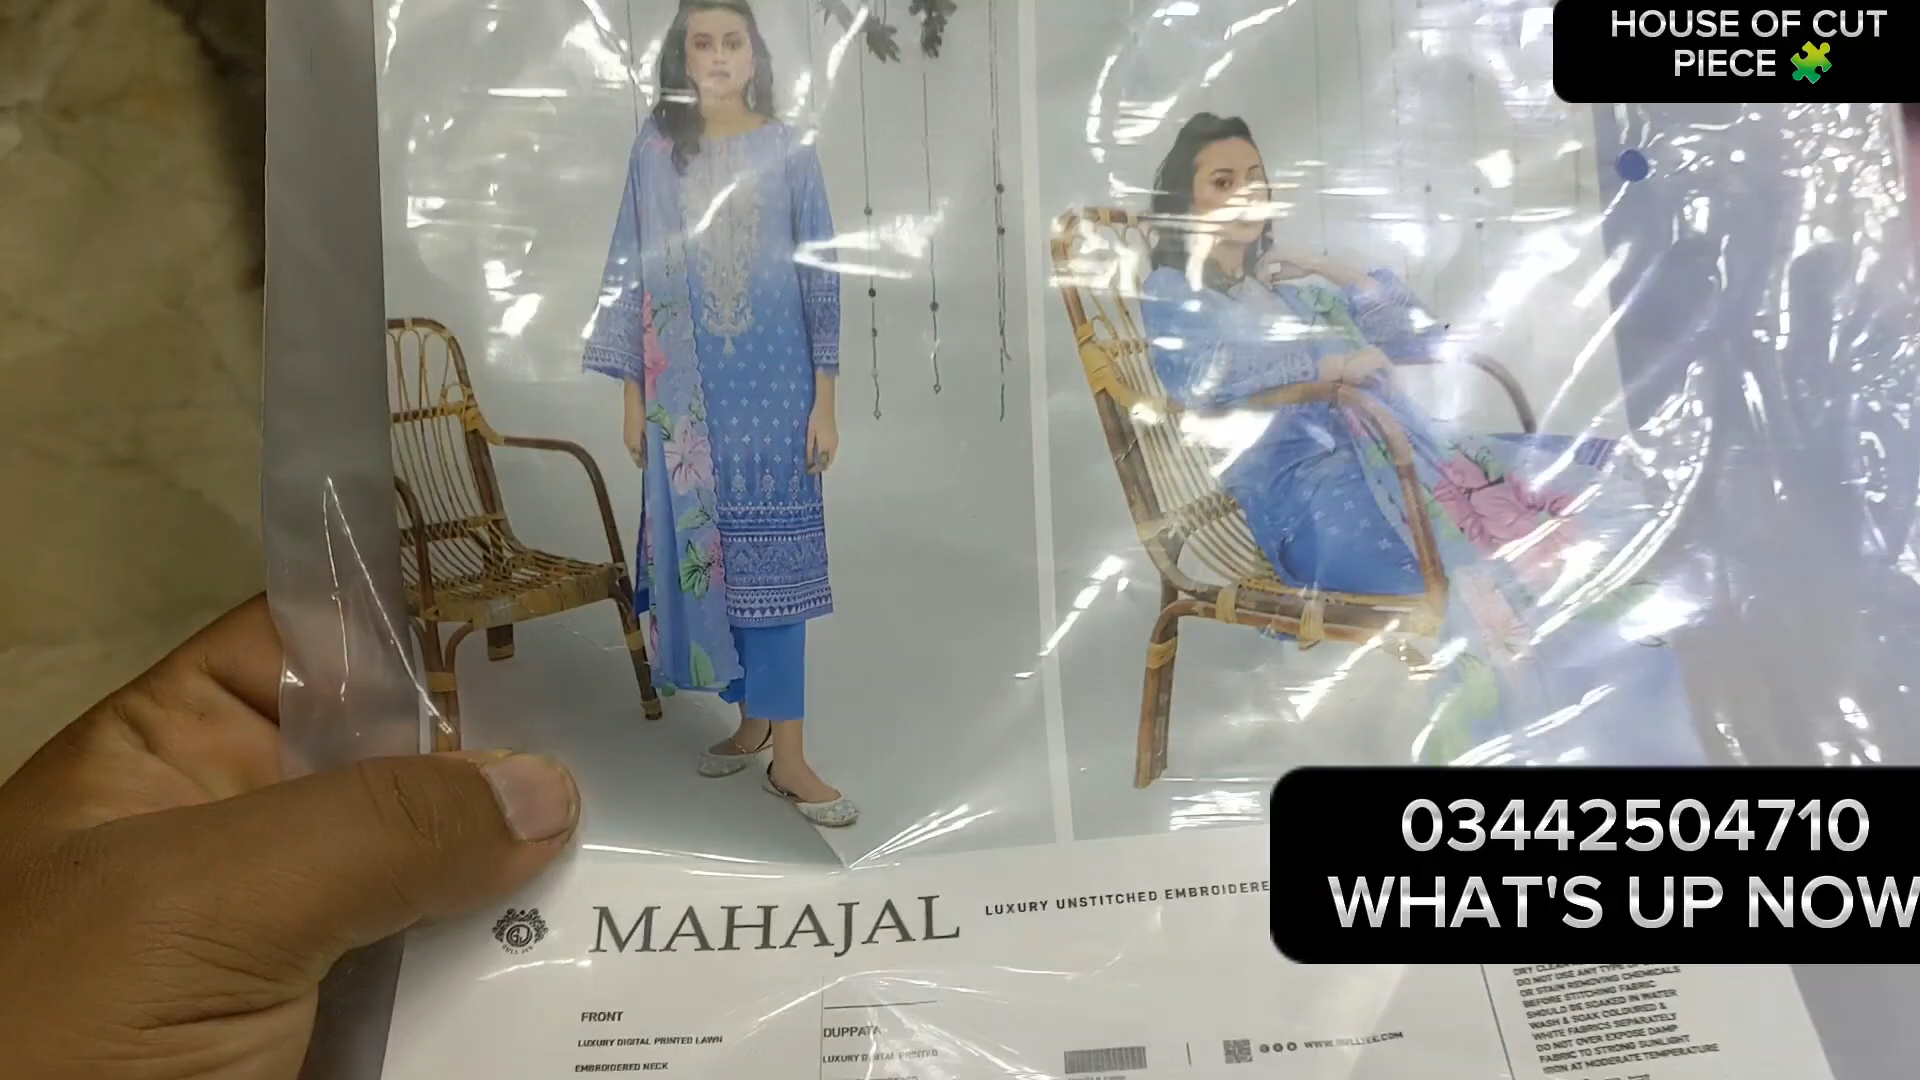 HOUSE OF CUT
PIECE
03442504710
WHAT'S UP NOW
MAHAJAL
LUXURY UNSTITCHED EMBROIDERE
FRONT
LUXURY DIGITAL PRINTED LAWN
EMBROIDERED NECK
DUPPATA
LUXURY DIGITAL PRINTED
DO NOT USE ANY TYPE
OR STAIN REMOVING CHEMICALS
BEFORE STITCHING FABRIC
SHOULD BE SOAKED IN WATER
WASH & SOAK COLOURED &
WHITE FABRICS SEPARATELY
DO NOT OVER EXPOSE DAMP
FABRIC TO STRONG SUNLIGHT
IRON AT MODERATE TEMPERATURE